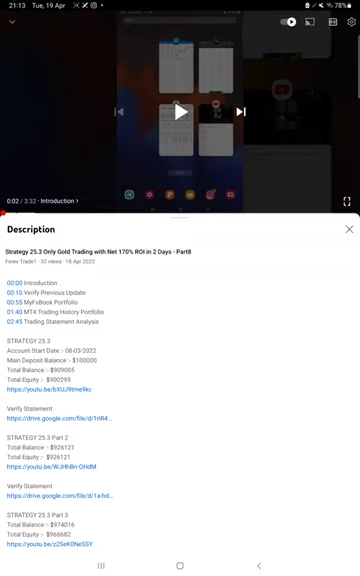 21:13 Tue, 19 Apr
78%
0:02 / 3:32 · Introduction
Description
Strategy 25.3 Only Gold Trading with Net 170% ROI in 2 Days - Part8
Forex Trade1 · 33 views · 18 Apr 2022
00:00 Introduction
00:10 Verify Previous Update
00:55 MyFxBook Portfolio
01:40 MT4 Trading History Portfolio
02:45 Trading Statement Analysis
STRATEGY 25.3
Account Start Date :- 08-03-2022
Main Deposit Balance :- $100000
Total Balance :- $909005
Total Equity :- $900295
https://youtu.be/bXUJ9tme9kc
Verify Statement
https://drive.google.com/file/d/1rlR4...
STRATEGY 25.3 Part 2
Total Balance :- $926121
Total Equity :- $926121
https://youtu.be/WJHhBn-OHdM
Verify Statement
https://drive.google.com/file/d/1a-hd...
STRATEGY 25.3 Part 3
Total Balance :- $974016
Total Equity :- $968682
https://youtu.be/z2SeK0NeSSY